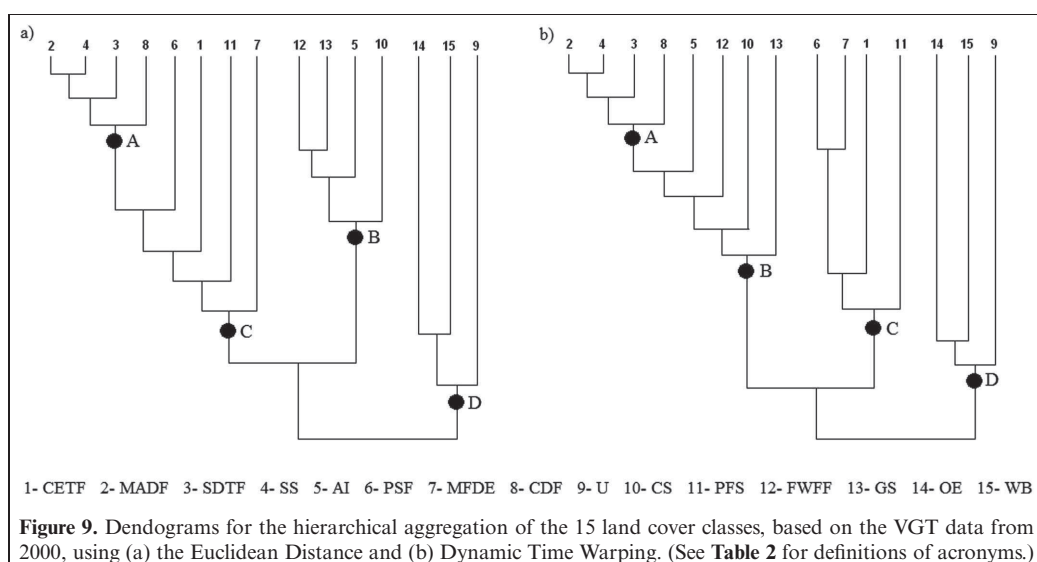 a)
2 4 3 8 6 1 11 7 12 13 5 10 14 15 9
A
B
C
D
b)
2 4 3 8 5 12 10 13 6 7 1 11 14 15 9
A
B
C
D
1- CETF 2- MADF 3- SDTF 4- SS 5- AI 6- PSF 7- MFDE 8- CDF 9- U 10- CS 11- PFS 12- FWFF 13- GS 14- OE 15- WB
Figure 9. Dendograms for the hierarchical aggregation of the 15 land cover classes, based on the VGT data from
2000, using (a) the Euclidean Distance and (b) Dynamic Time Warping. (See Table 2 for definitions of acronyms.)